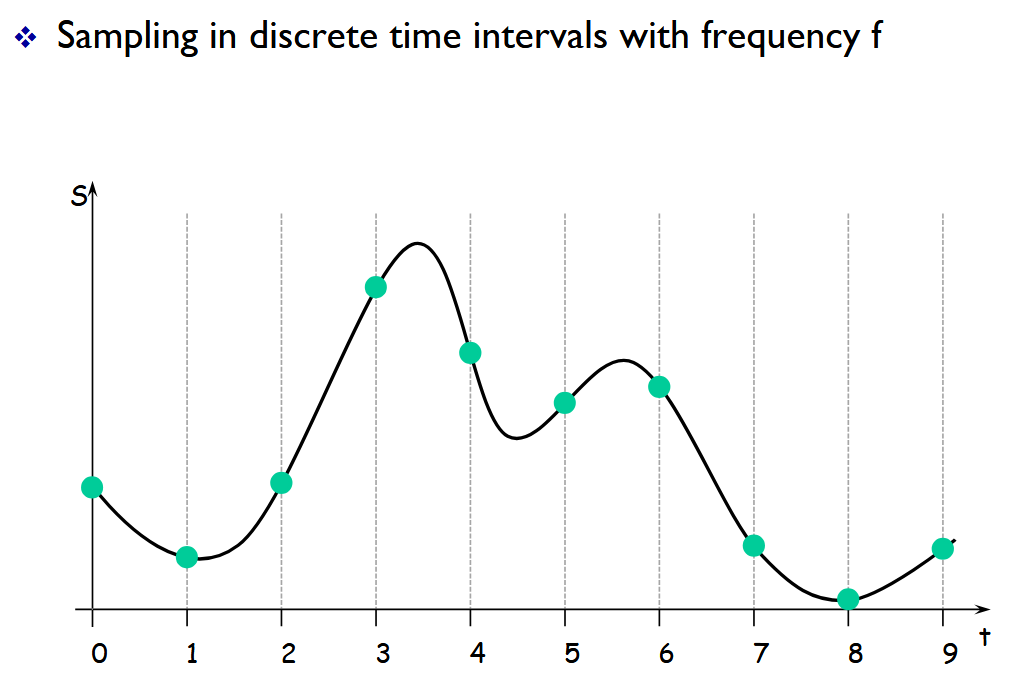 Sampling in discrete time intervals with frequency f
S
0 1 2 3 4 5 6 7 8 9
t